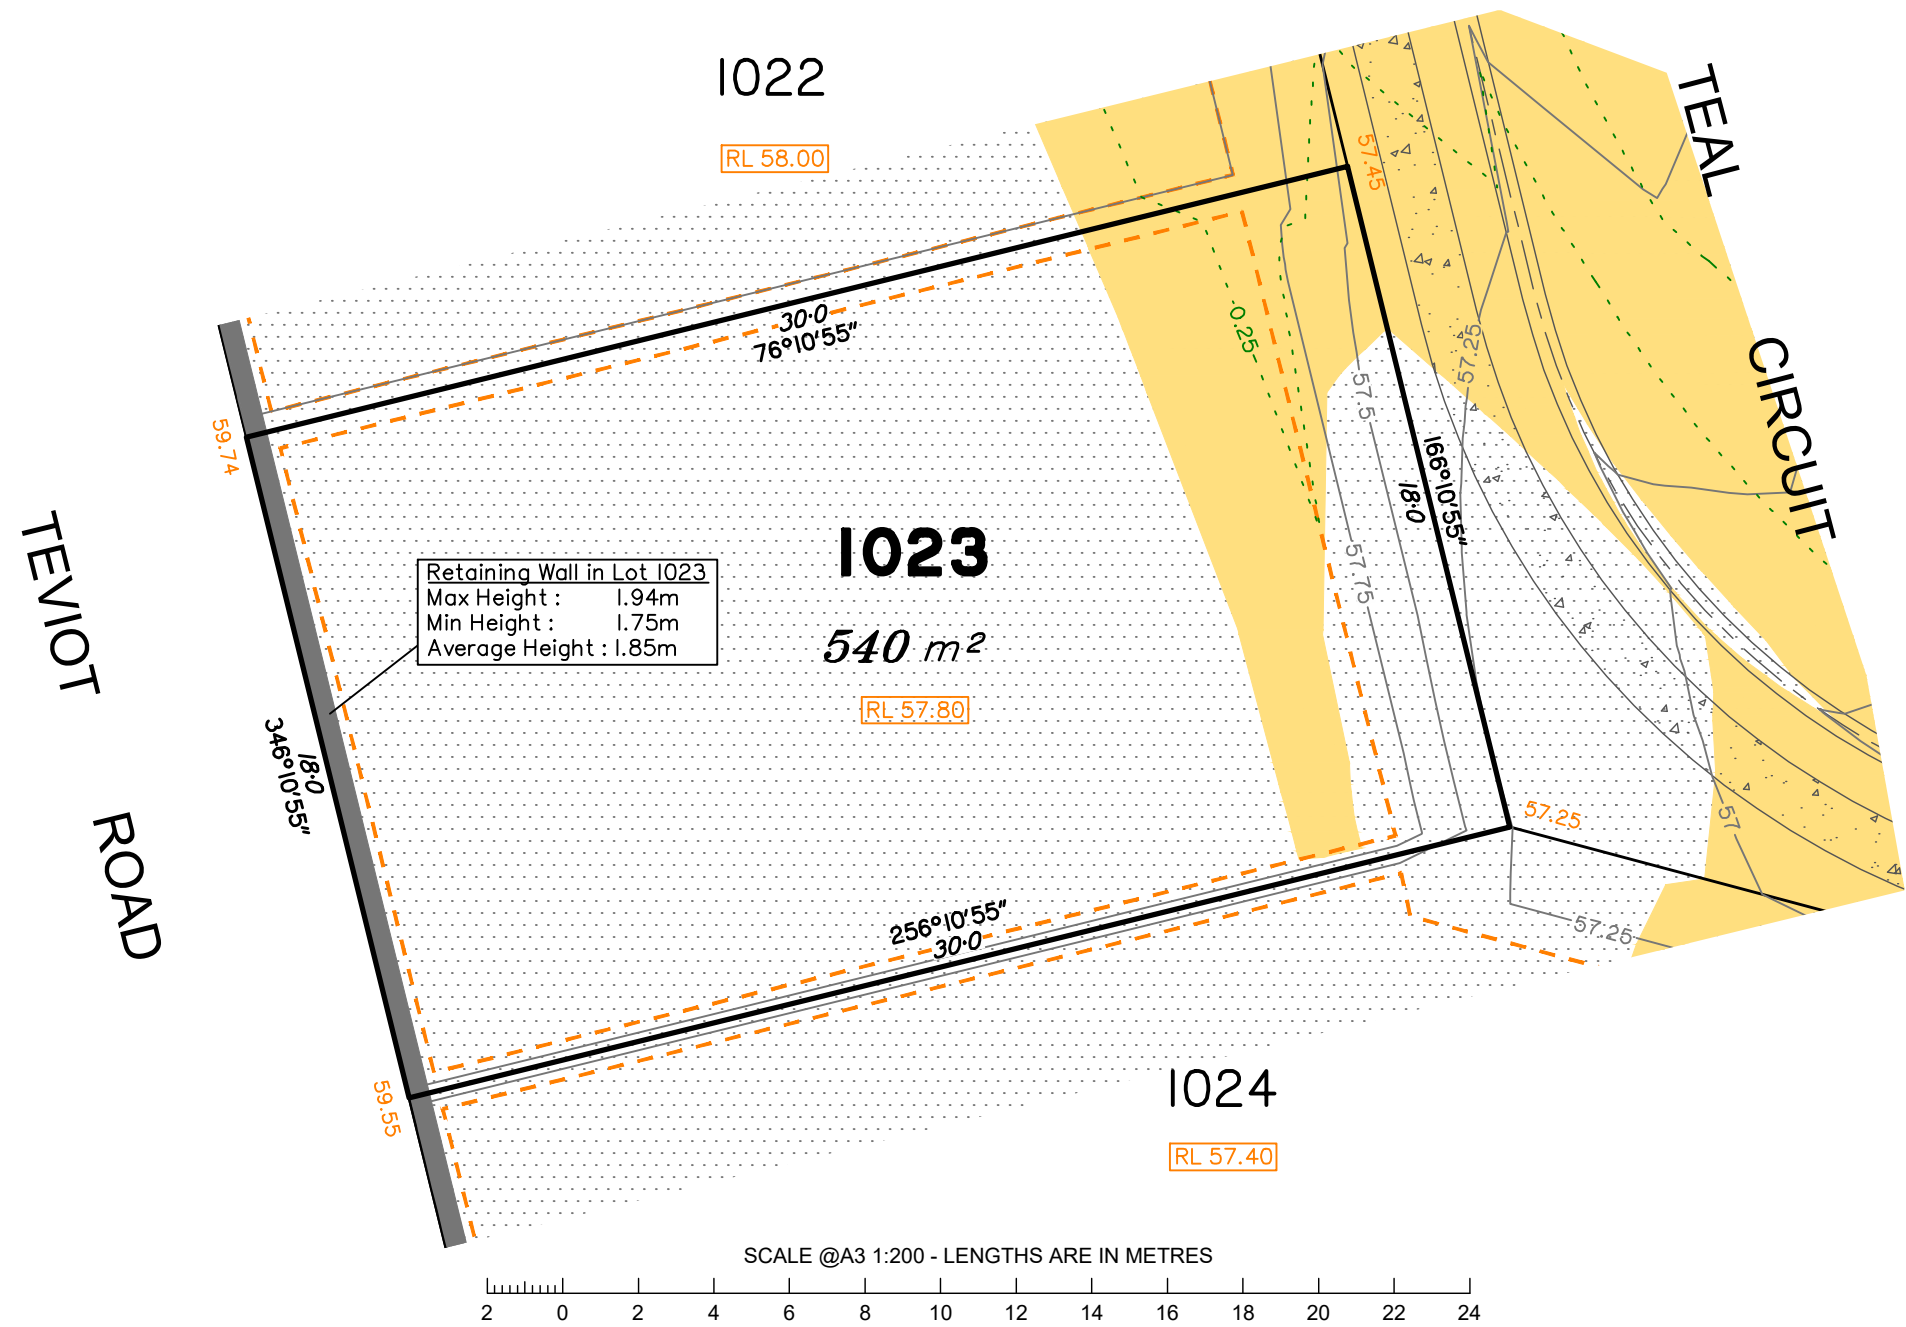 1022
RL 58.00
TEAL
CIRCUIT
57.45
30·0
76°10'55"
0.25
57.25
57.5
59.74
166°10'55"
18·0
TEVIOT
ROAD
1023
540 m²
RL 57.80
Retaining Wall in Lot 1023
Max Height : 1.94m
Min Height : 1.75m
Average Height : 1.85m
57.75
18·0
346°10'55"
57.25
57
256°10'55"
30·0
57.25
59.55
1024
RL 57.40
SCALE @A3 1:200 - LENGTHS ARE IN METRES
2 0 2 4 6 8 10 12 14 16 18 20 22 24